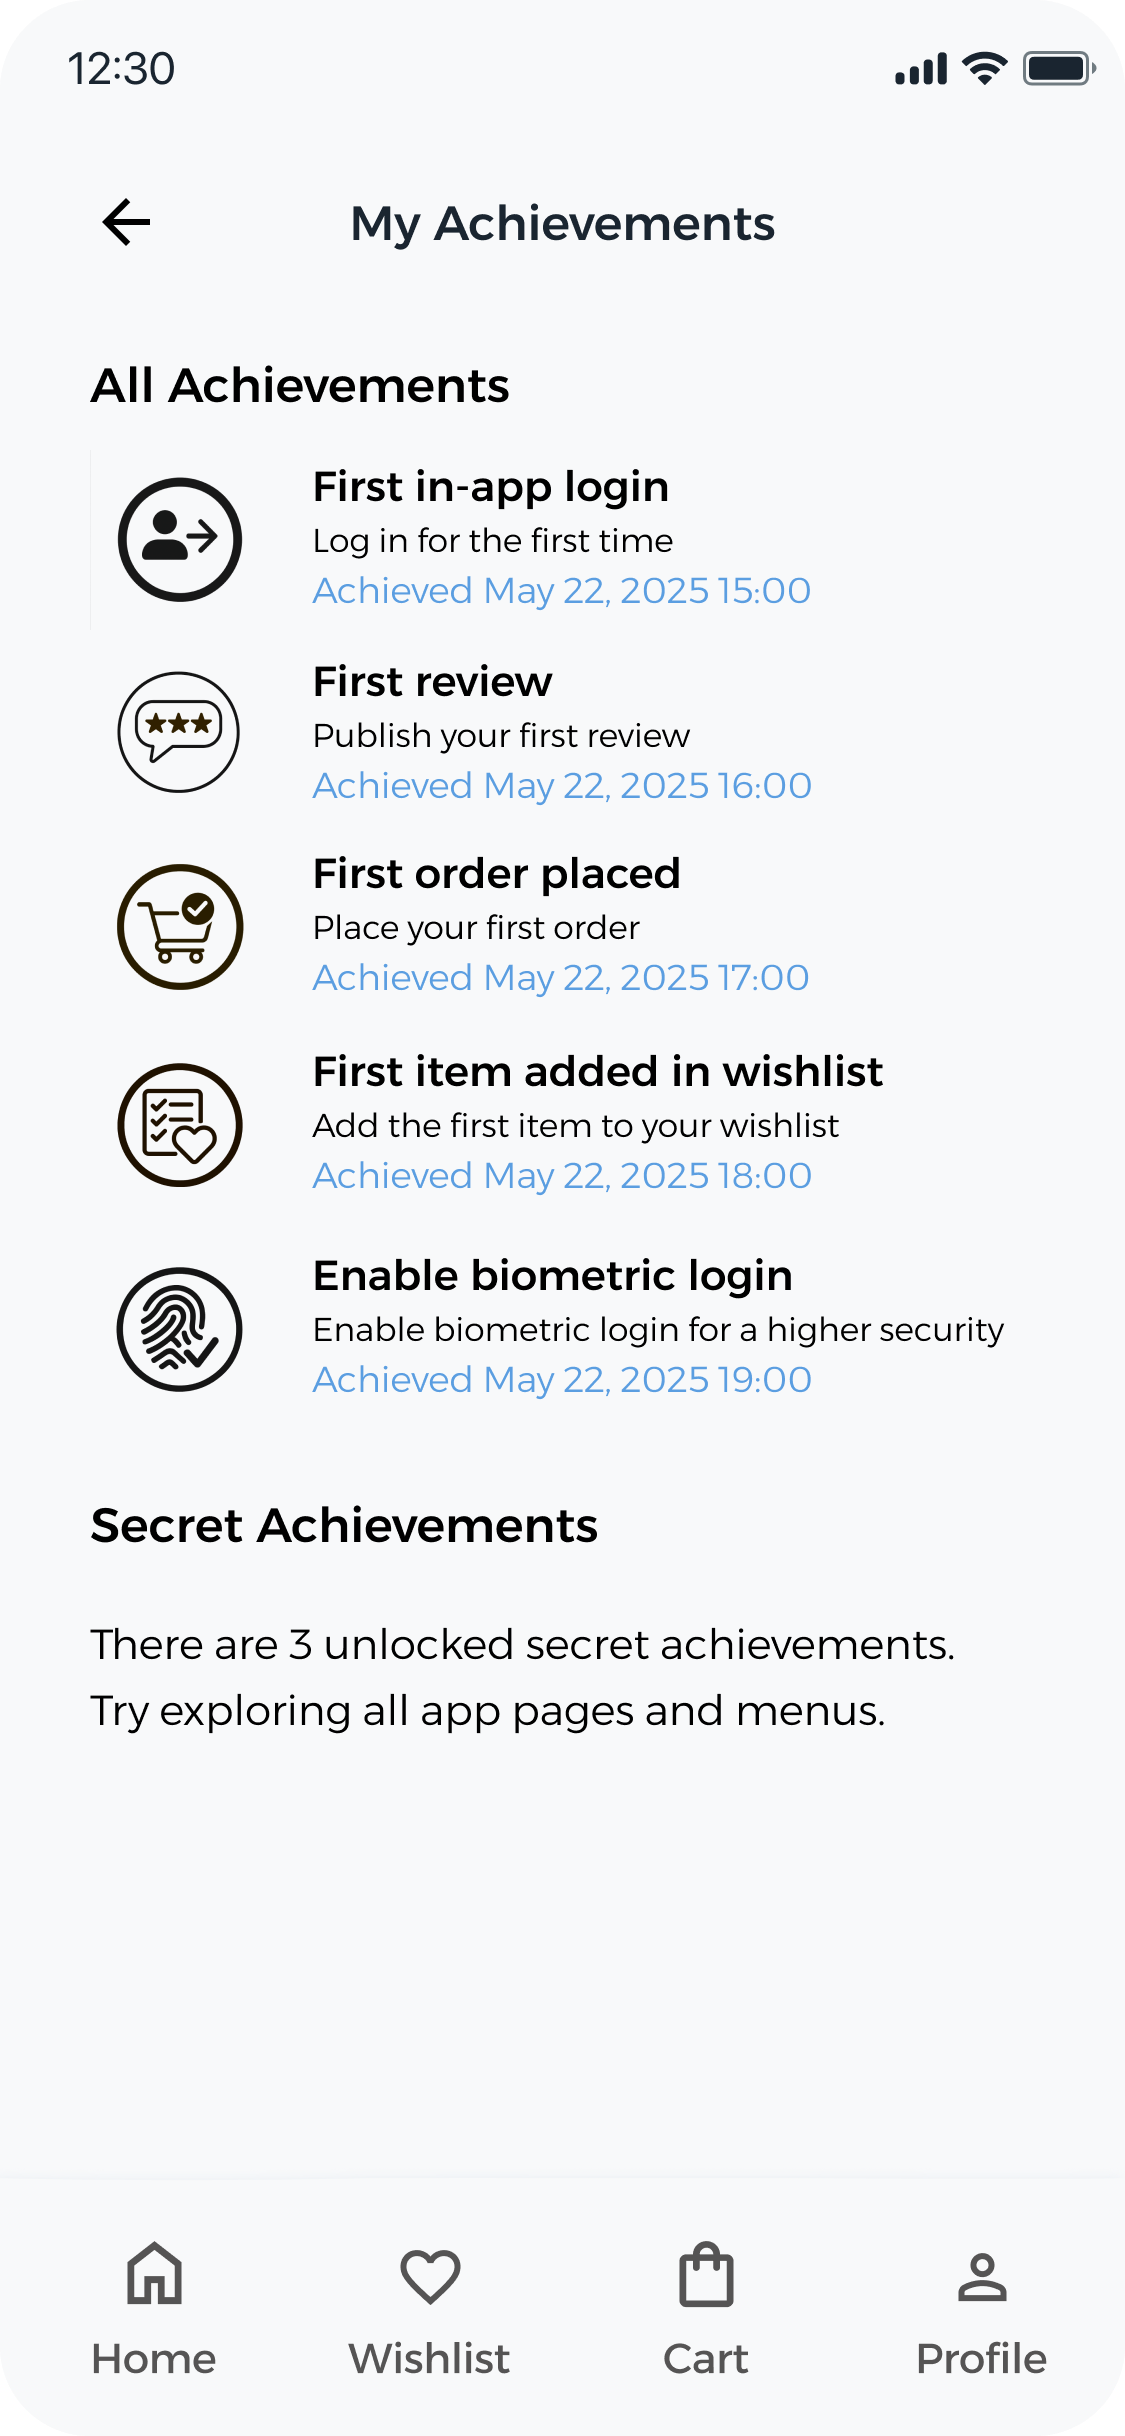 12:30
My Achievements
All Achievements
First in-app login
Log in for the first time
Achieved May 22, 2025 15:00
First review
Publish your first review
Achieved May 22, 2025 16:00
First order placed
Place your first order
Achieved May 22, 2025 17:00
First item added in wishlist
Add the first item to your wishlist
Achieved May 22, 2025 18:00
Enable biometric login
Enable biometric login for a higher security
Achieved May 22, 2025 19:00
Secret Achievements
There are 3 unlocked secret achievements.
Try exploring all app pages and menus.
Home Wishlist Cart Profile